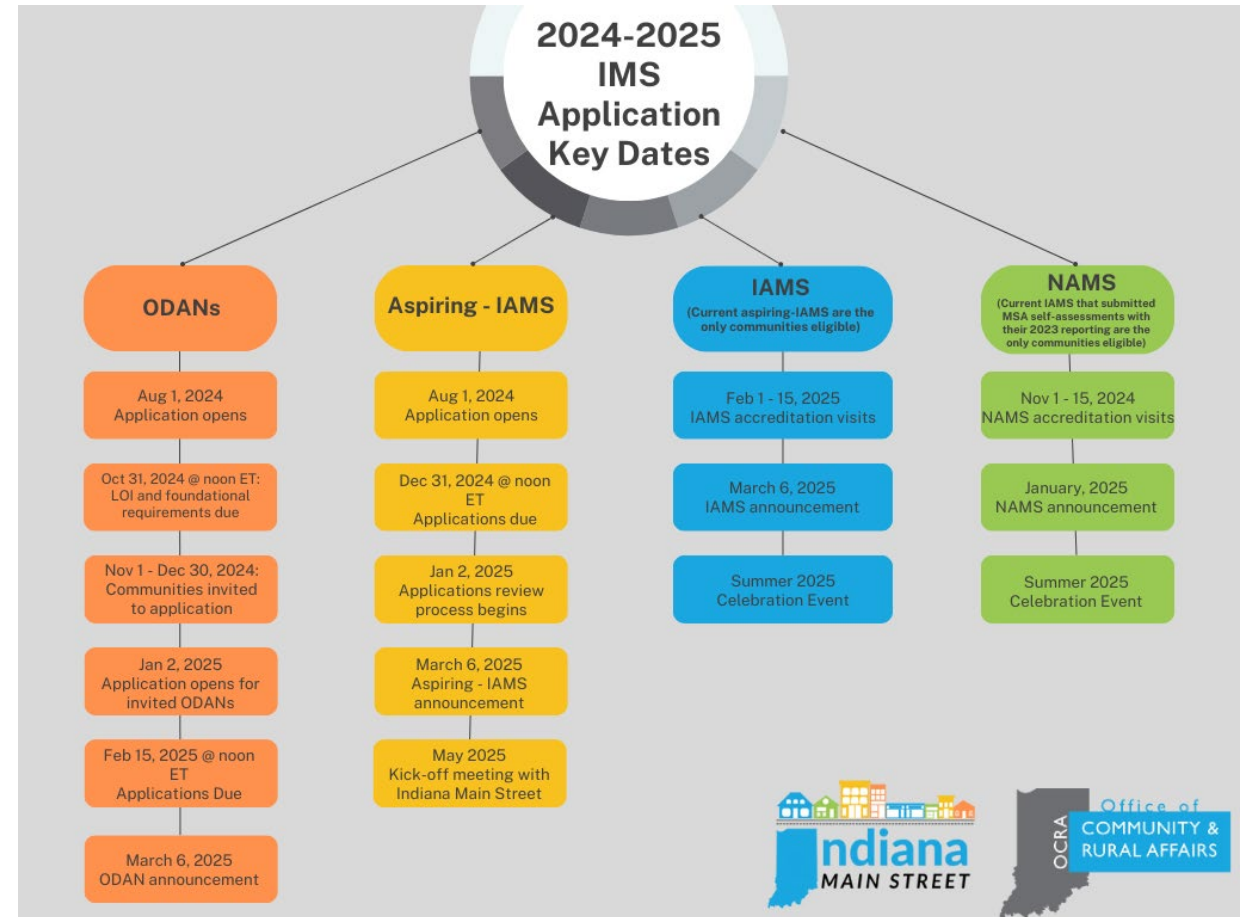 2024-2025
IMS
Application
Key Dates
ODANs
Aug 1, 2024
Application opens
Oct 31, 2024 @ noon ET:
LOI and foundational
requirements due
Nov 1 - Dec 30, 2024:
Communities invited
to application
Jan 2, 2025
Application opens for
invited ODANs
Feb 15, 2025 @ noon
ET
Applications Due
March 6, 2025
ODAN announcement
Aspiring - IAMS
Aug 1, 2024
Application opens
Dec 31, 2024 @ noon
ET
Applications due
Jan 2, 2025
Applications review
process begins
March 6, 2025
Aspiring - IAMS
announcement
May 2025
Kick-off meeting with
Indiana Main Street
IAMS
(Current aspiring-IAMS are the
only communities eligible)
Feb 1 - 15, 2025
IAMS accreditation visits
March 6, 2025
IAMS announcement
Summer 2025
Celebration Event
NAMS
(Current IAMS that submitted
MSA self-assessments with
their 2023 reporting are the
only communities eligible)
Nov 1 - 15, 2024
NAMS accreditation visits
January, 2025
NAMS announcement
Summer 2025
Celebration Event
Indiana
MAIN STREET
OCRA
Office of
COMMUNITY &
RURAL AFFAIRS